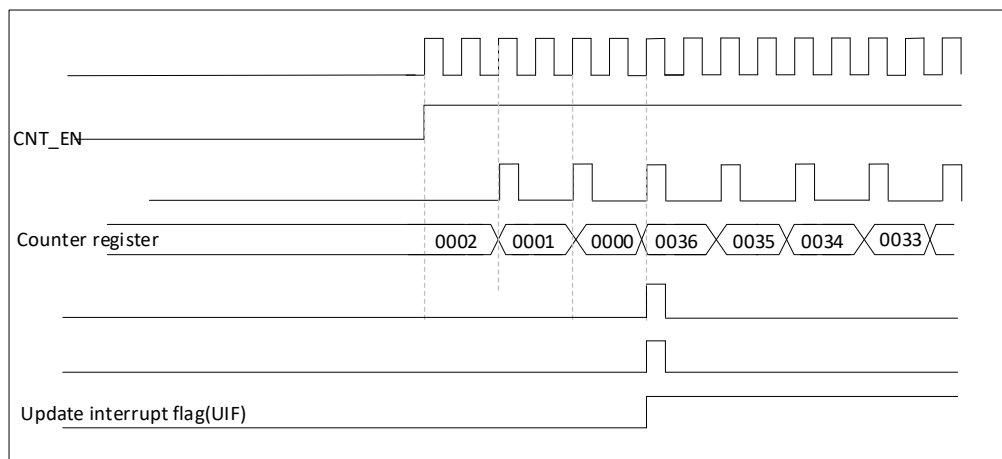 CNT_EN
Counter register 0002 0001 0000 0036 0035 0034 0033
Update interrupt flag(UIF)